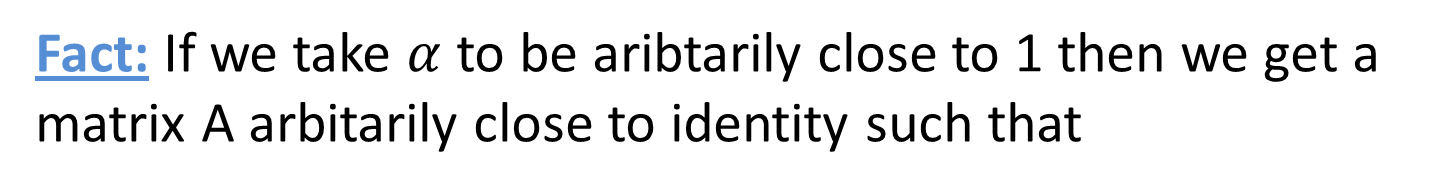 Fact: If we take 𝛼 to be aribtarily close to 1 then we get a
matrix A arbitarily close to identity such that